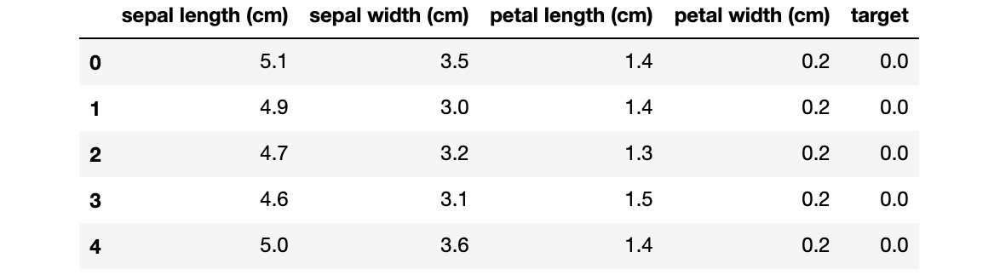 sepal length (cm) sepal width (cm) petal length (cm) petal width (cm) target
0 5.1 3.5 1.4 0.2 0.0
1 4.9 3.0 1.4 0.2 0.0
2 4.7 3.2 1.3 0.2 0.0
3 4.6 3.1 1.5 0.2 0.0
4 5.0 3.6 1.4 0.2 0.0